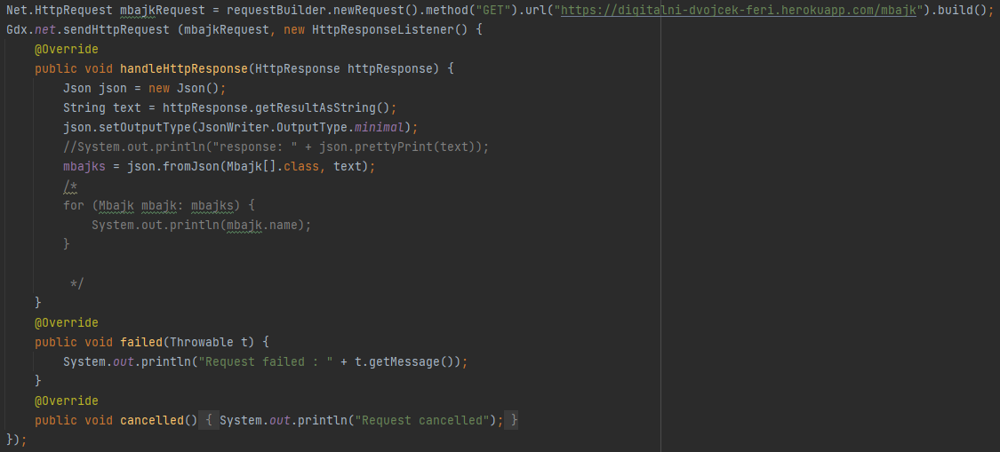 Net.HttpRequest mbajkRequest = requestBuilder.newRequest().method("GET").url("https://digitalni-dvojcek-feri.herokuapp.com/mbajk").build();
Gdx.net.sendHttpRequest (mbajkRequest, new HttpResponseListener() {
    @Override
    public void handleHttpResponse(HttpResponse httpResponse) {
        Json json = new Json();
        String text = httpResponse.getResultAsString();
        json.setOutputType(JsonWriter.OutputType.minimal);
        //System.out.println("response: " + json.prettyPrint(text));
        mbajks = json.fromJson(Mbajk[].class, text);
        /*
        for (Mbajk mbajk: mbajks) {
            System.out.println(mbajk.name);
        }
         */
    }
    @Override
    public void failed(Throwable t) {
        System.out.println("Request failed : " + t.getMessage());
    }
    @Override
    public void cancelled() { System.out.println("Request cancelled"); }
});